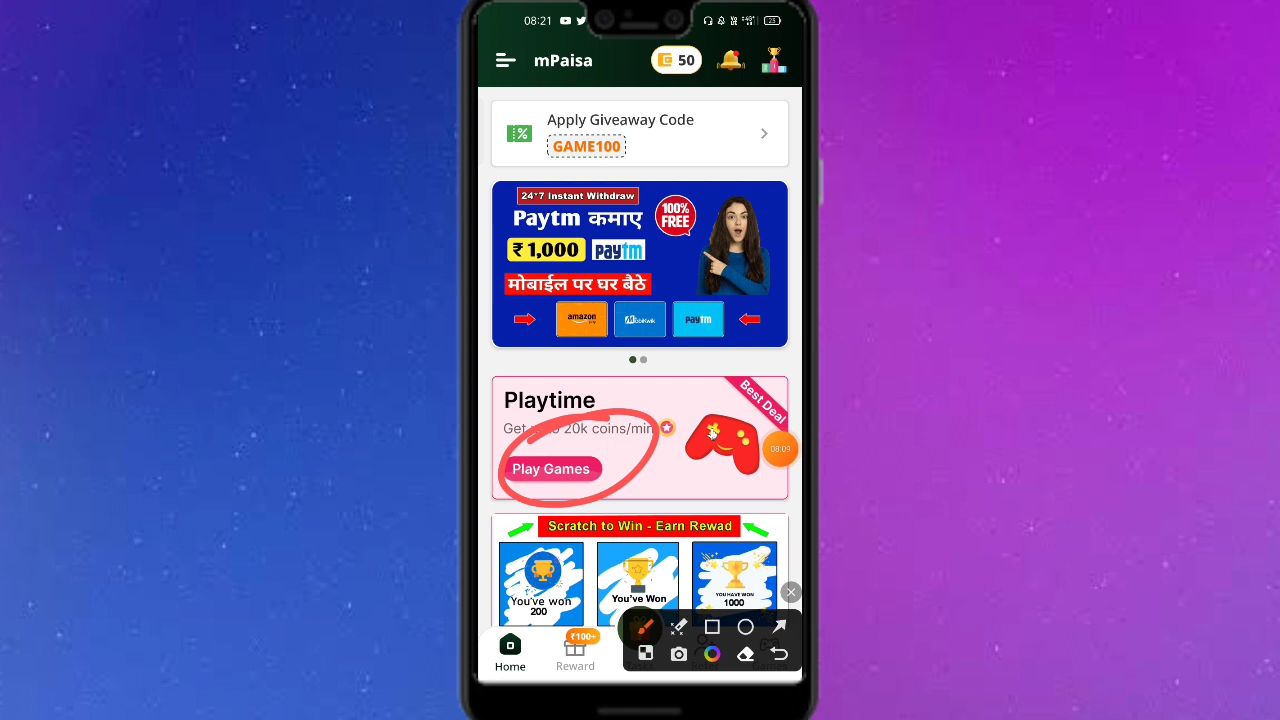 08:21
25
mPaisa
50
Apply Giveaway Code
GAME100
24*7 Instant Withdraw
Paytm कमाए
100% FREE
₹ 1,000 paytm
मोबाईल पर घर बैठे
amazon pay MobiKwik paytm
Best Deal
Playtime
Get 20k coins/min
08:09
Play Games
Scratch to Win - Earn Rewad
You've won 200
You've Won
YOU HAVE WON 1000
₹100+
Home
Reward